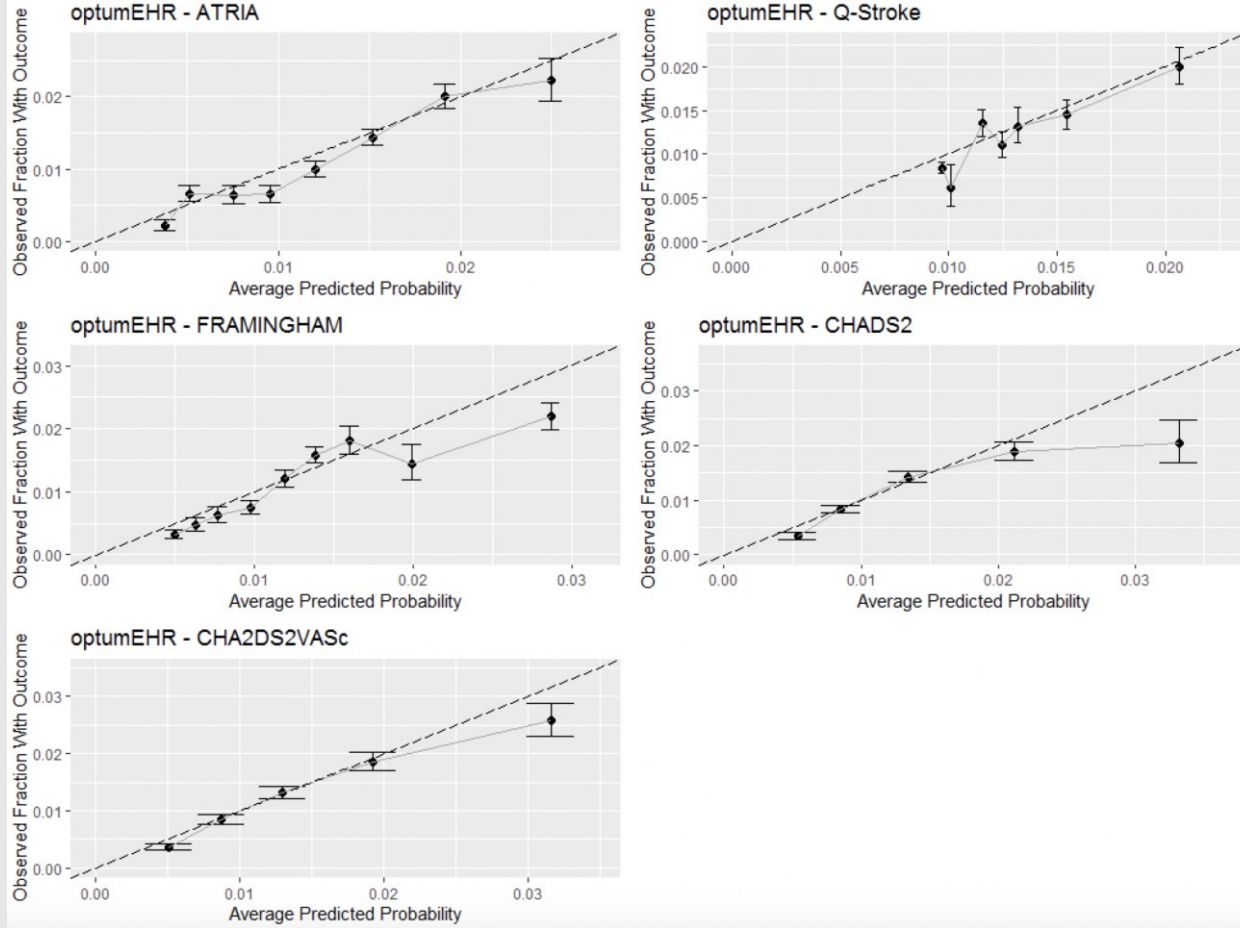 optumEHR - ATRIA
Observed Fraction With Outcome
0.02
0.01
0.00
0.00 0.01 0.02
Average Predicted Probability
optumEHR - Q-Stroke
Observed Fraction With Outcome
0.020
0.015
0.010
0.005
0.000
0.000 0.005 0.010 0.015 0.020
Average Predicted Probability
optumEHR - FRAMINGHAM
Observed Fraction With Outcome
0.03
0.02
0.01
0.00
0.00 0.01 0.02 0.03
Average Predicted Probability
optumEHR - CHADS2
Observed Fraction With Outcome
0.03
0.02
0.01
0.00
0.00 0.01 0.02 0.03
Average Predicted Probability
optumEHR - CHA2DS2VASc
Observed Fraction With Outcome
0.03
0.02
0.01
0.00
0.00 0.01 0.02 0.03
Average Predicted Probability